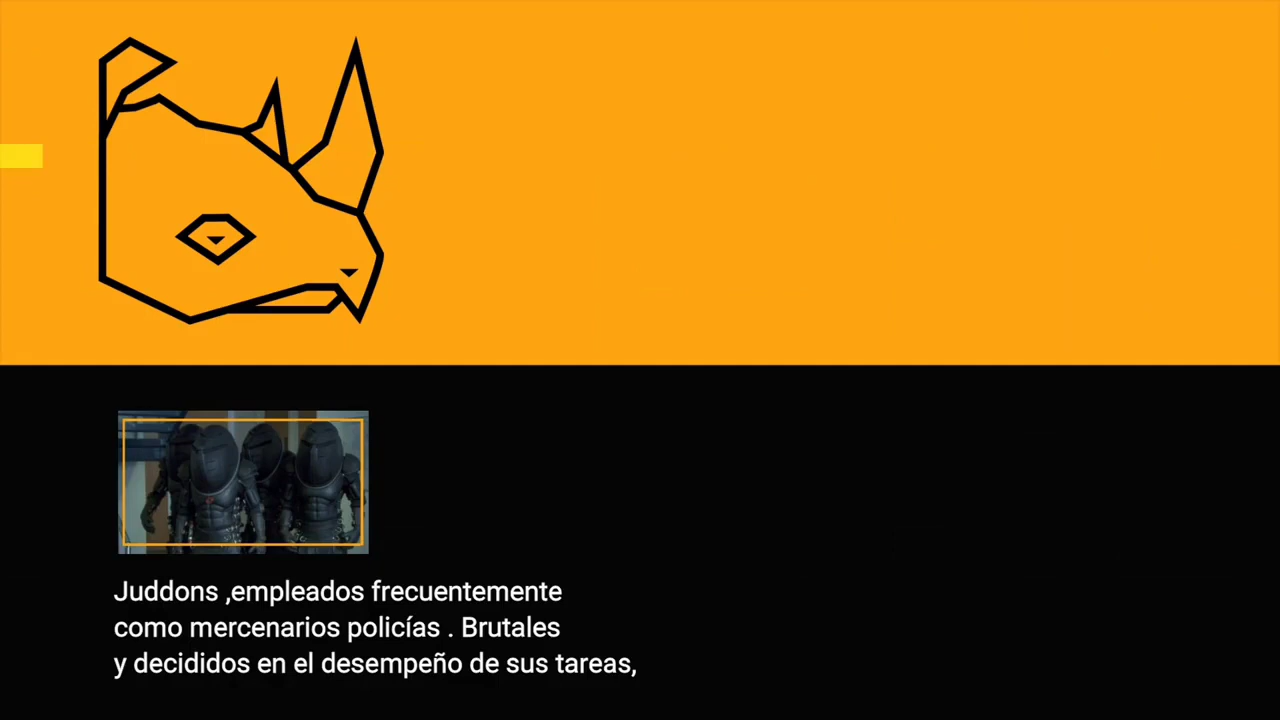 Juddons ,empleados frecuentemente
como mercenarios policías . Brutales
y decididos en el desempeño de sus tareas,